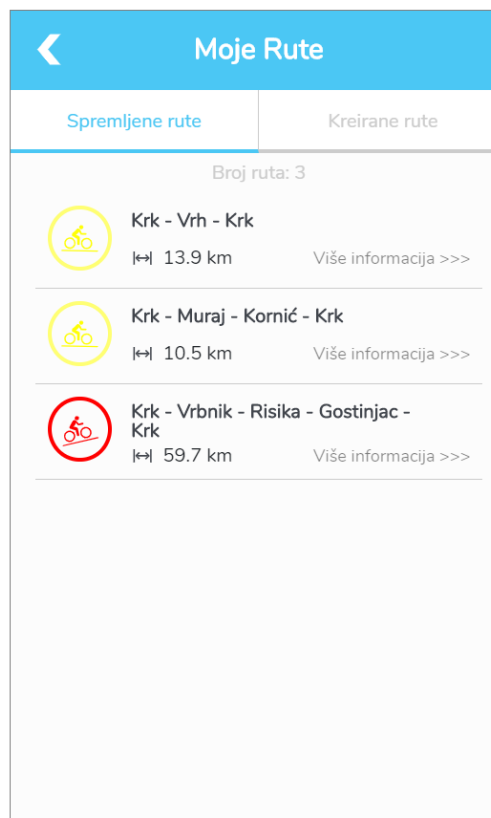 Moje Rute
Spremljene rute
Kreirane rute
Broj ruta: 3
Krk - Vrh - Krk
13.9 km
Više informacija >>>
Krk - Muraj - Kornić - Krk
10.5 km
Više informacija >>>
Krk - Vrbnik - Risika - Gostinjac -
Krk
59.7 km
Više informacija >>>